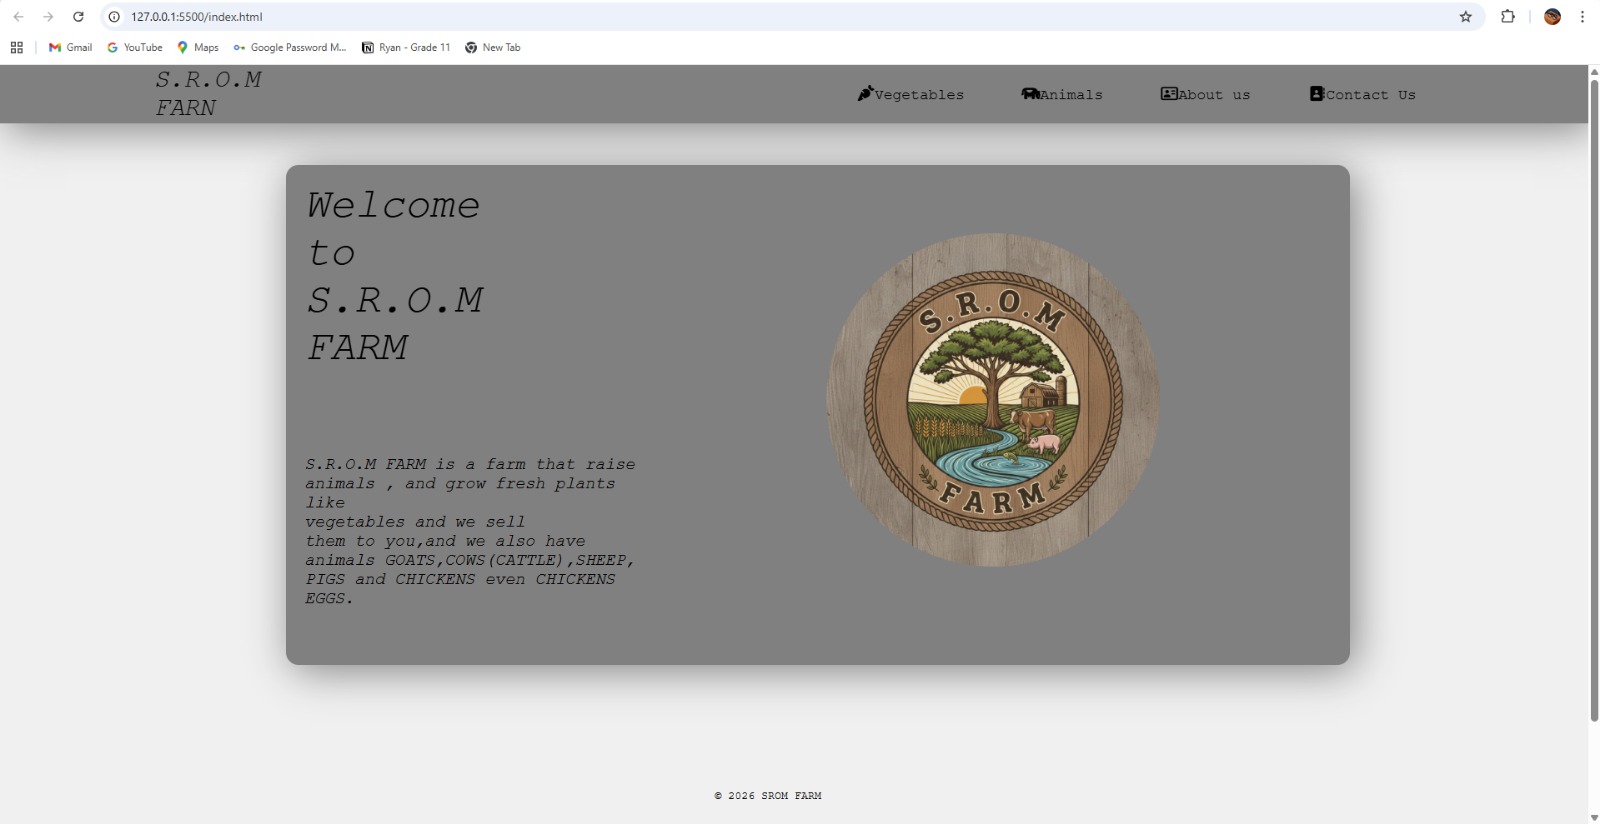 127.0.0.1:5500/index.html
Gmail YouTube Maps Google Password M... Ryan - Grade 11 New Tab
S.R.O.M
FARN
Vegetables Animals About us Contact Us
Welcome
to
S.R.O.M
FARM
S.R.O.M FARM is a farm that raise
animals , and grow fresh plants
like
vegetables and we sell
them to you,and we also have
animals GOATS,COWS(CATTLE),SHEEP,
PIGS and CHICKENS even CHICKENS
EGGS.
S.R.O.M
FARM
© 2026 SROM FARM